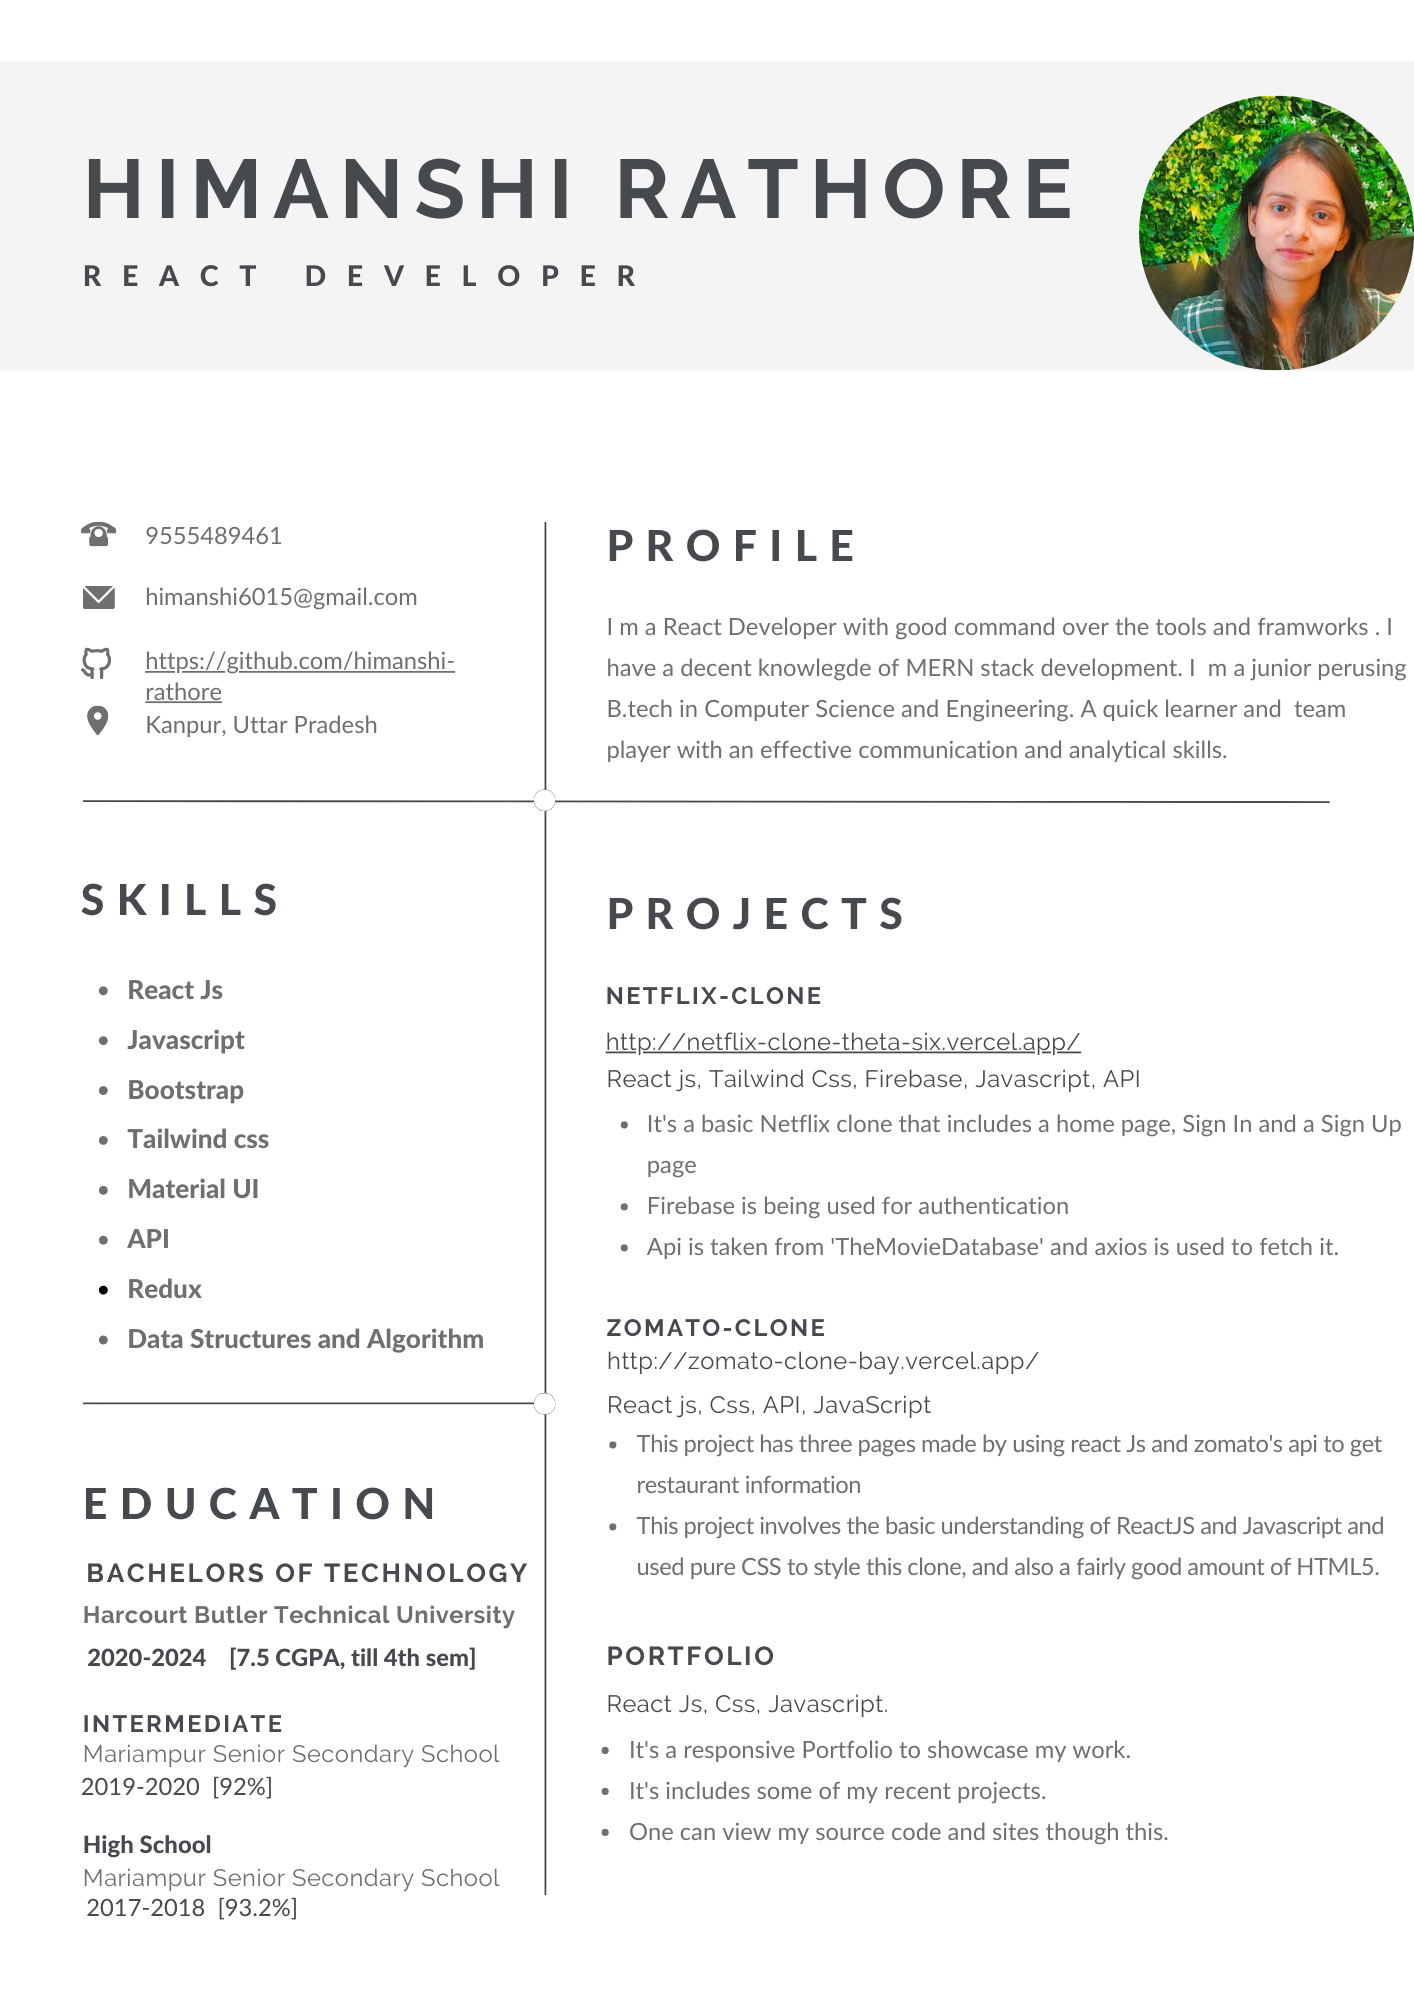 HIMANSHI RATHORE
REACT DEVELOPER
9555489461
himanshi6015@gmail.com
https://github.com/himanshi-
rathore
Kanpur, Uttar Pradesh
PROFILE
I m a React Developer with good command over the tools and framworks . I
have a decent knowlegde of MERN stack development. I  m a junior perusing
B.tech in Computer Science and Engineering. A quick learner and  team
player with an effective communication and analytical skills.
SKILLS
• React Js
• Javascript
• Bootstrap
• Tailwind css
• Material UI
• API
• Redux
• Data Structures and Algorithm
EDUCATION
BACHELORS OF TECHNOLOGY
Harcourt Butler Technical University
2020-2024    [7.5 CGPA, till 4th sem]
INTERMEDIATE
Mariampur Senior Secondary School
2019-2020  [92%]
High School
Mariampur Senior Secondary School
2017-2018  [93.2%]
PROJECTS
NETFLIX-CLONE
http://netflix-clone-theta-six.vercel.app/
React js, Tailwind Css, Firebase, Javascript, API
• It's a basic Netflix clone that includes a home page, Sign In and a Sign Up
page
• Firebase is being used for authentication
• Api is taken from 'TheMovieDatabase' and axios is used to fetch it.
ZOMATO-CLONE
http://zomato-clone-bay.vercel.app/
React js, Css, API, JavaScript
• This project has three pages made by using react Js and zomato's api to get
restaurant information
• This project involves the basic understanding of ReactJS and Javascript and
used pure CSS to style this clone, and also a fairly good amount of HTML5.
PORTFOLIO
React Js, Css, Javascript.
• It's a responsive Portfolio to showcase my work.
• It's includes some of my recent projects.
• One can view my source code and sites though this.